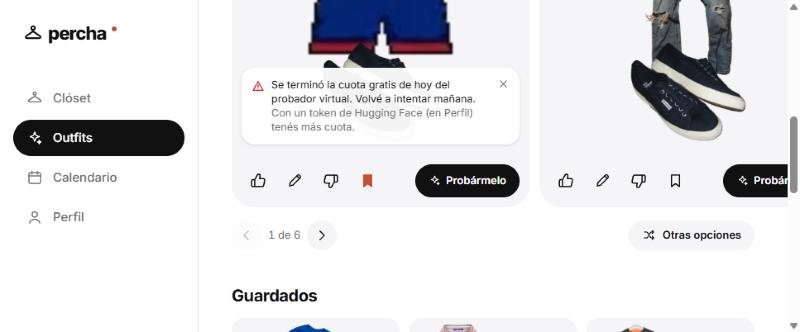 percha
Clóset
Outfits
Calendario
Perfil
Se terminó la cuota gratis de hoy del
probador virtual. Volvé a intentar mañana.
Con un token de Hugging Face (en Perfil)
tenés más cuota.
Probármelo
Probár
1 de 6
Otras opciones
Guardados